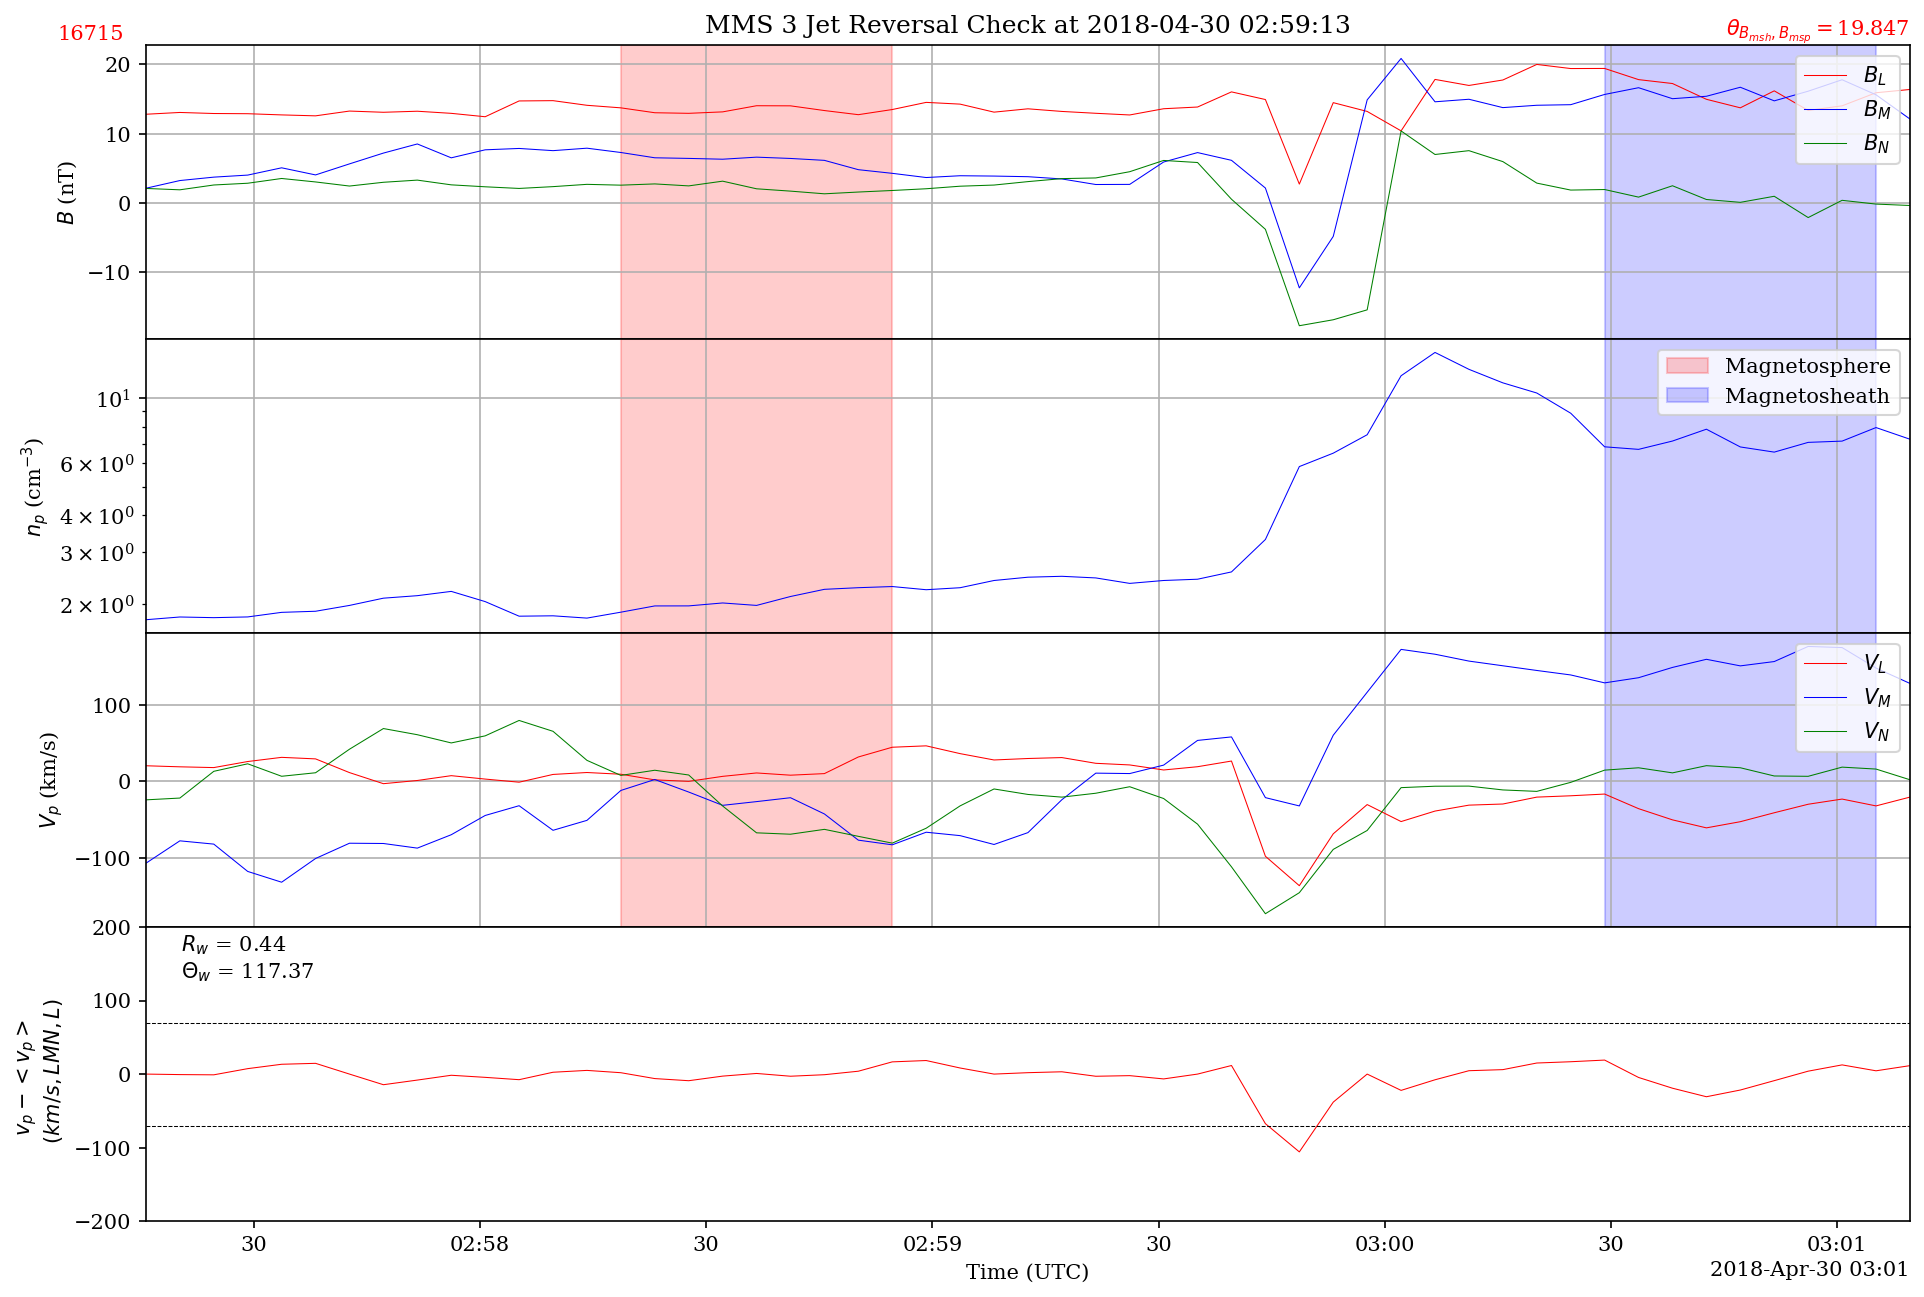 16715
MMS 3 Jet Reversal Check at 2018-04-30 02:59:13
θ_{B_{msh}, B_{msp}} = 19.847
20
10
0
−10
B (nT)
B_L
B_M
B_N
10^1
6 × 10^0
4 × 10^0
3 × 10^0
2 × 10^0
n_p (cm^{−3})
Magnetosphere
Magnetosheath
100
0
−100
V_p (km/s)
V_L
V_M
V_N
200
100
0
−100
−200
v_p − < v_p >
(km/s, LMN, L)
R_w = 0.44
Θ_w = 117.37
30
02:58
30
02:59
30
03:00
30
03:01
Time (UTC)
2018-Apr-30 03:01